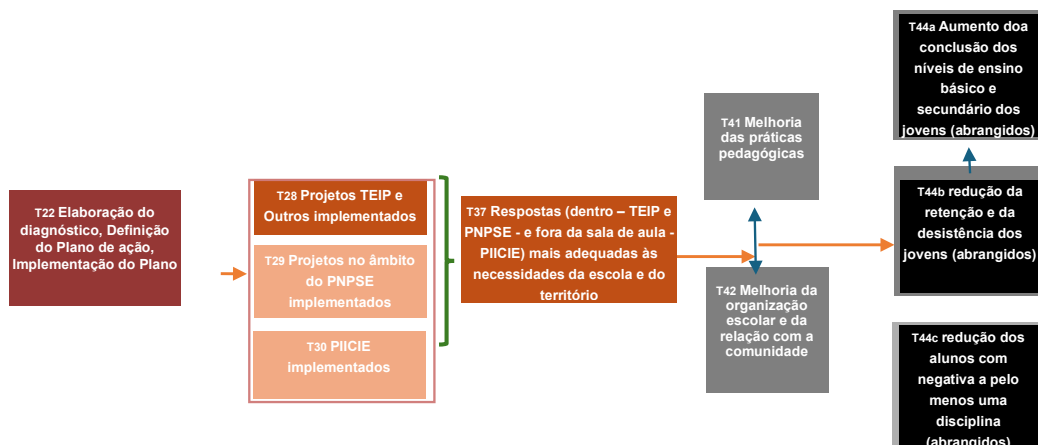 T22 Elaboração do
diagnóstico, Definição
do Plano de ação,
Implementação do Plano
T28 Projetos TEIP e
Outros implementados
T29 Projetos no âmbito
do PNPSE
implementados
T30 PIICIE
implementados
T37 Respostas (dentro – TEIP e
PNPSE - e fora da sala de aula -
PIICIE) mais adequadas às
necessidades da escola e do
território
T41 Melhoria
das práticas
pedagógicas
T42 Melhoria da
organização
escolar e da
relação com a
comunidade
T44a Aumento doa
conclusão dos
níveis de ensino
básico e
secundário dos
jovens (abrangidos)
T44b redução da
retenção e da
desistência dos
jovens (abrangidos)
T44c redução dos
alunos com
negativa a pelo
menos uma
disciplina
(abrangidos)